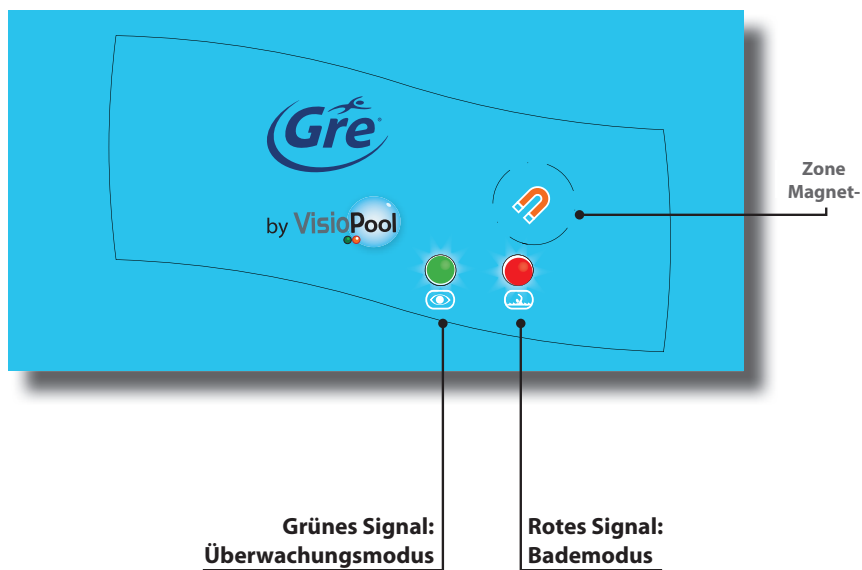 Gre
by VisioPool
Zone
Magnet-
Grünes Signal:
Überwachungsmodus
Rotes Signal:
Bademodus